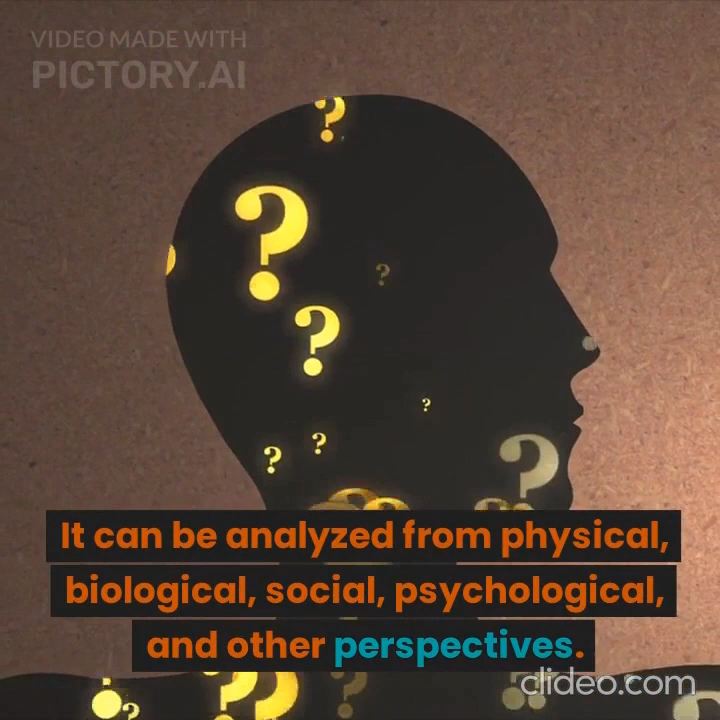 VIDEO MADE WITH
PICTORY.AI
It can be analyzed from physical,
biological, social, psychological,
and other perspectives.
clideo.com